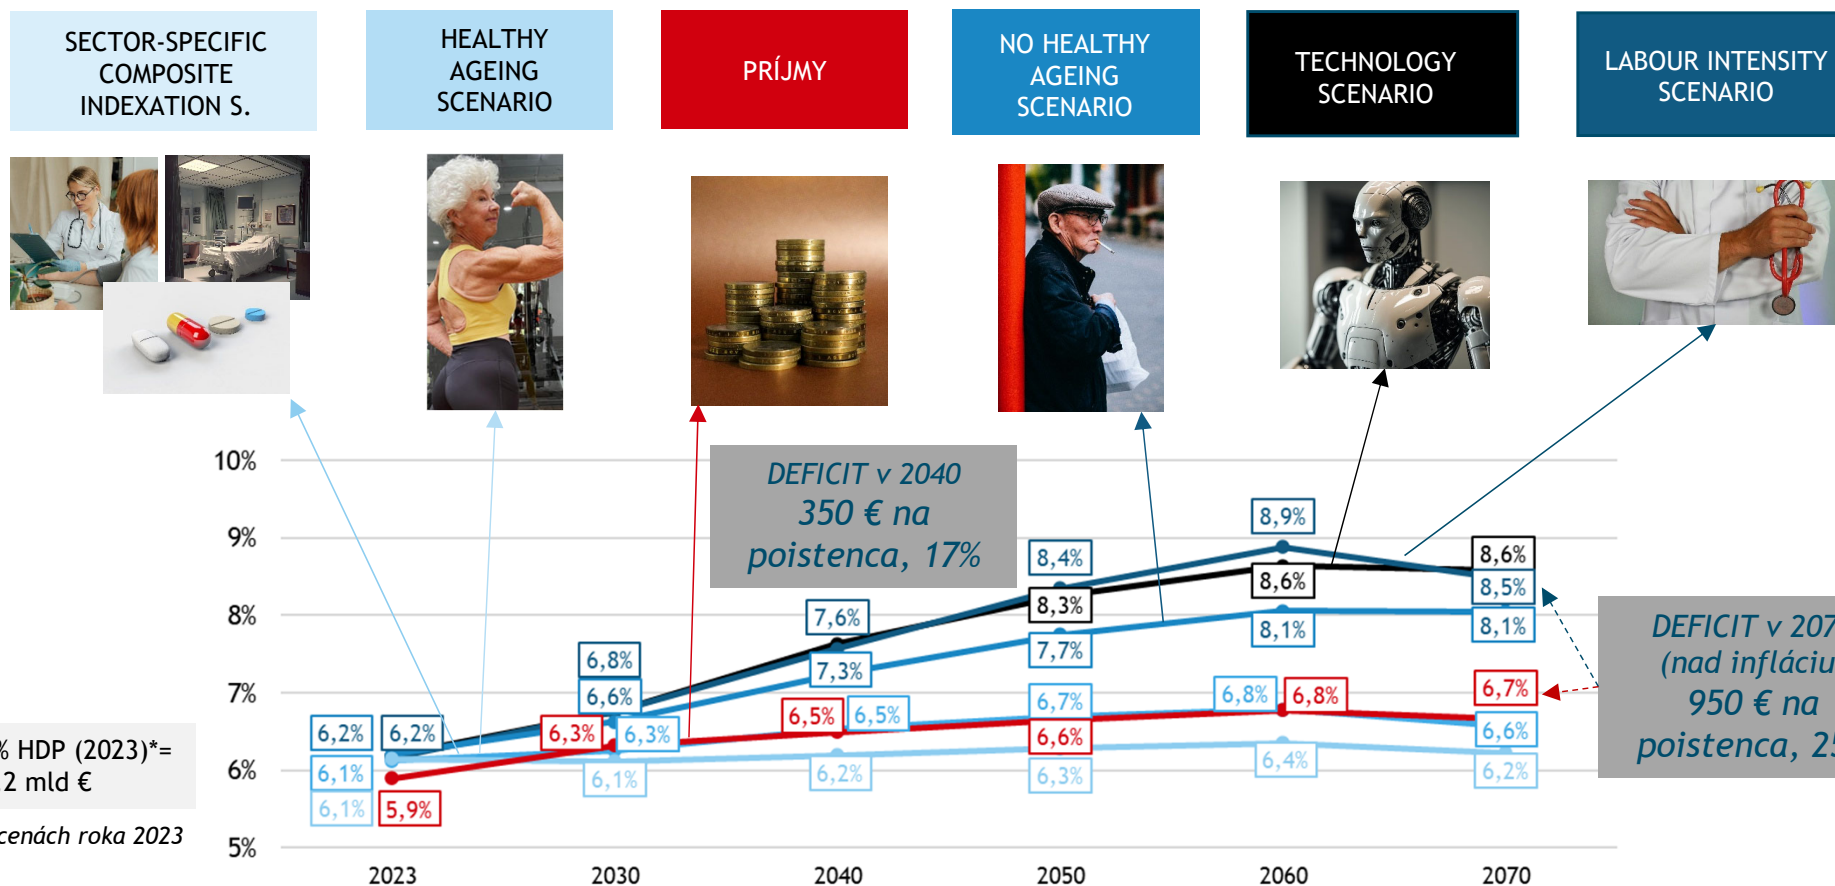 SECTOR-SPECIFIC
COMPOSITE
INDEXATION S.
HEALTHY
AGEING
SCENARIO
PRÍJMY
NO HEALTHY
AGEING
SCENARIO
TECHNOLOGY
SCENARIO
LABOUR INTENSITY
SCENARIO
DEFICIT v 2040
350 € na
poistenca, 17%
10%
9%
8%
7%
6%
5%
6,2%
6,2%
6,1%
6,1%
5,9%
6,8%
6,6%
6,3%
6,3%
6,1%
7,6%
7,3%
6,5%
6,5%
6,2%
8,4%
8,3%
7,7%
6,7%
6,6%
6,3%
8,9%
8,6%
8,1%
6,8%
6,8%
6,4%
8,6%
8,5%
8,1%
6,7%
6,6%
6,2%
DEFICIT v 207
(nad infláciu
950 € na
poistenca, 25
% HDP (2023)*=
2 mld €
cenách roka 2023
2023
2030
2040
2050
2060
2070